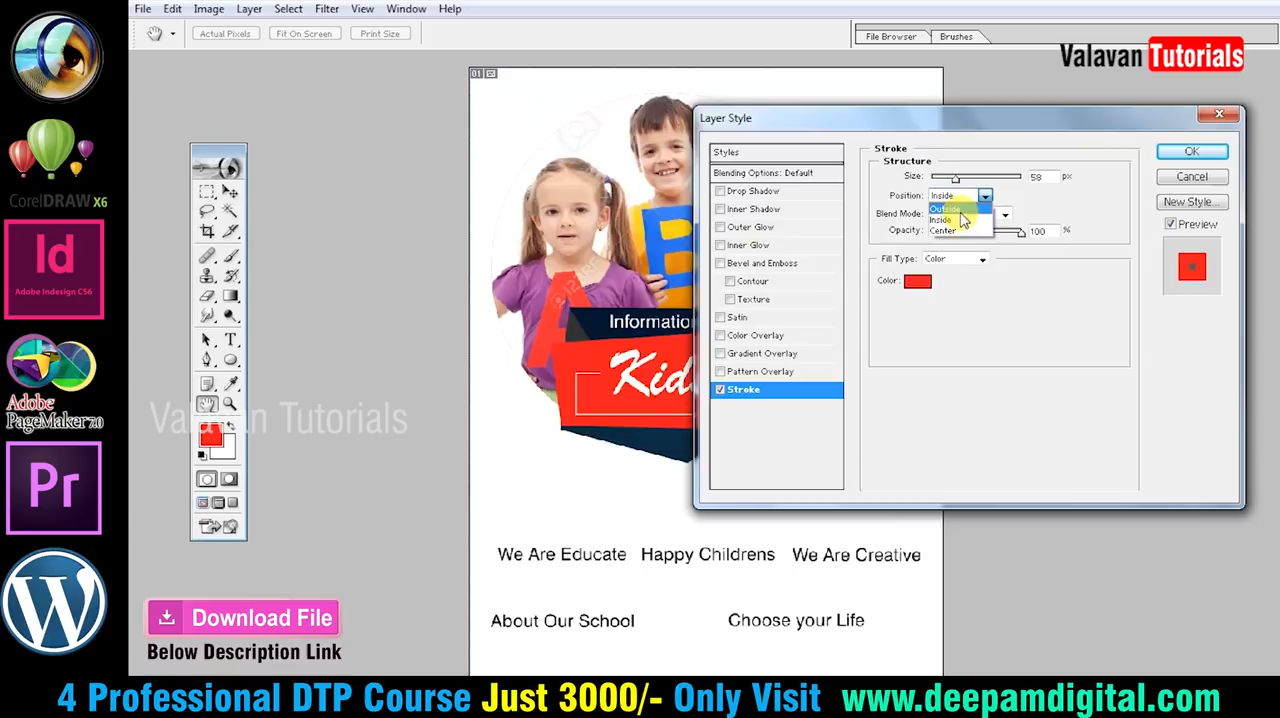 File Edit Image Layer Select Filter View Window Help
Actual Pixels Fit On Screen Print Size
File Browser Brushes
Valavan Tutorials
CorelDRAW X6
Id
Adobe Indesign CS6
Adobe
PageMaker 7.0
Pr
Information
Kid
Layer Style
Styles
Blending Options: Default
Drop Shadow
Inner Shadow
Outer Glow
Inner Glow
Bevel and Emboss
Contour
Texture
Satin
Color Overlay
Gradient Overlay
Pattern Overlay
Stroke
Stroke
Structure
Size: 58 px
Position: Inside
Outside
Inside
Center
Blend Mode:
Opacity: 100 %
Fill Type: Color
Color:
OK
Cancel
New Style...
Preview
Valavan Tutorials
We Are Educate Happy Childrens We Are Creative
About Our School Choose your Life
Download File
Below Description Link
4 Professional DTP Course Just 3000/- Only Visit www.deepamdigital.com